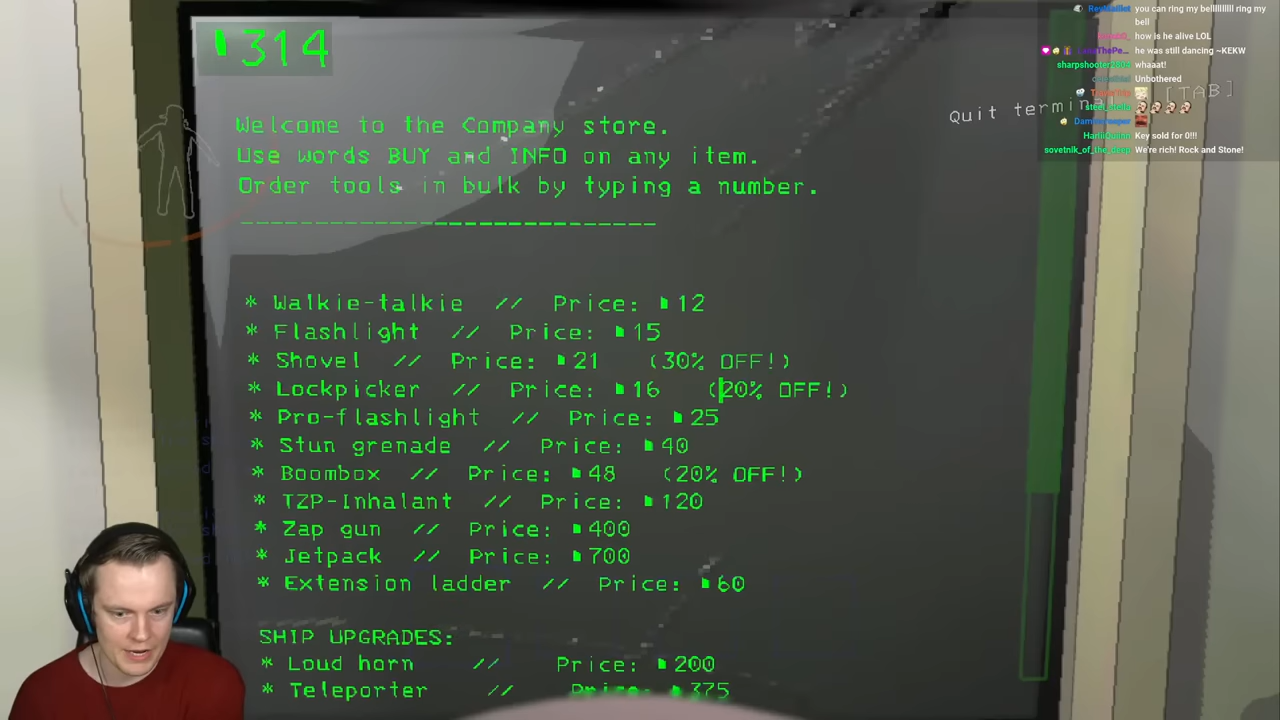 314
Welcome to the Company store.
Use words BUY and INFO on any item.
Order tools in bulk by typing a number.
----------------------------
* Walkie-talkie // Price: 12
* Flashlight // Price: 15
* Shovel // Price: 21 (30% OFF!)
* Lockpicker // Price: 16 (20% OFF!)
* Pro-flashlight // Price: 25
* Stun grenade // Price: 40
* Boombox // Price: 48 (20% OFF!)
* TZP-Inhalant // Price: 120
* Zap gun // Price: 400
* Jetpack // Price: 700
* Extension ladder // Price: 60
SHIP UPGRADES:
* Loud horn // Price: 200
* Teleporter // Price: 375
Quit terminal [TAB]
you can ring my bellllllllll ring my
bell
how is he alive LOL
he was still dancing ~KEKW
sharpshooter2804 whaaat!
Unbothered
Key sold for 0!!!
sovetnik_of_the_deep We're rich! Rock and Stone!